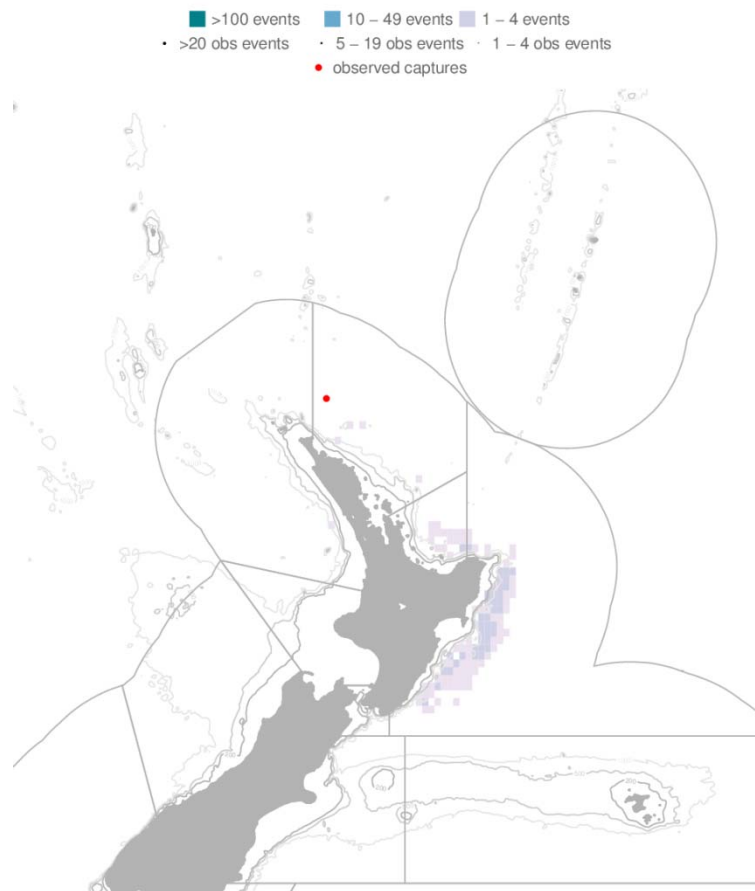 >100 events 10 – 49 events 1 – 4 events
>20 obs events 5 – 19 obs events 1 – 4 obs events
observed captures